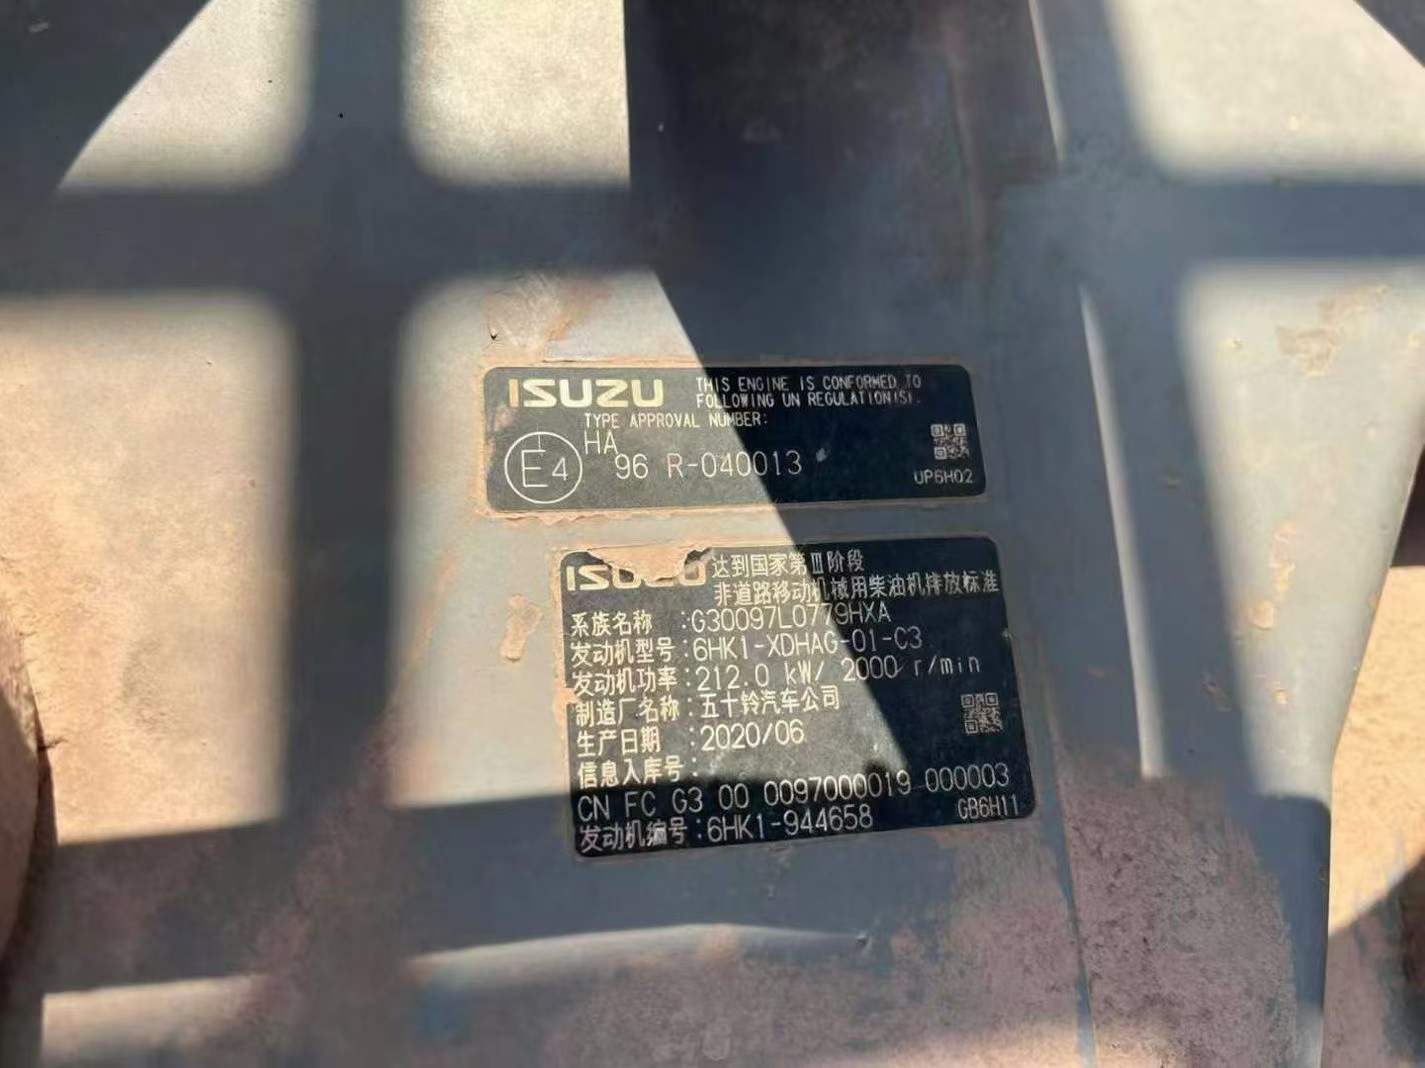 ISUZU THIS ENGINE IS CONFORMED TO
FOLLOWING UN REGULATION(S).
TYPE APPROVAL NUMBER:
E4 HA
96 R-040013
UP6H02
ISUZU 达到国家第Ⅲ阶段
非道路移动机械用柴油机排放标准
系族名称 :G30097L0779HXA
发动机型号:6HK1-XDHAG-01-C3
发动机功率:212.0 kW/ 2000 r/min
制造厂名称:五十铃汽车公司
生产日期 :2020/06
信息入库号:
CN FC G3 00 0097000019 000003
发动机编号:6HK1-944658
GB6H11